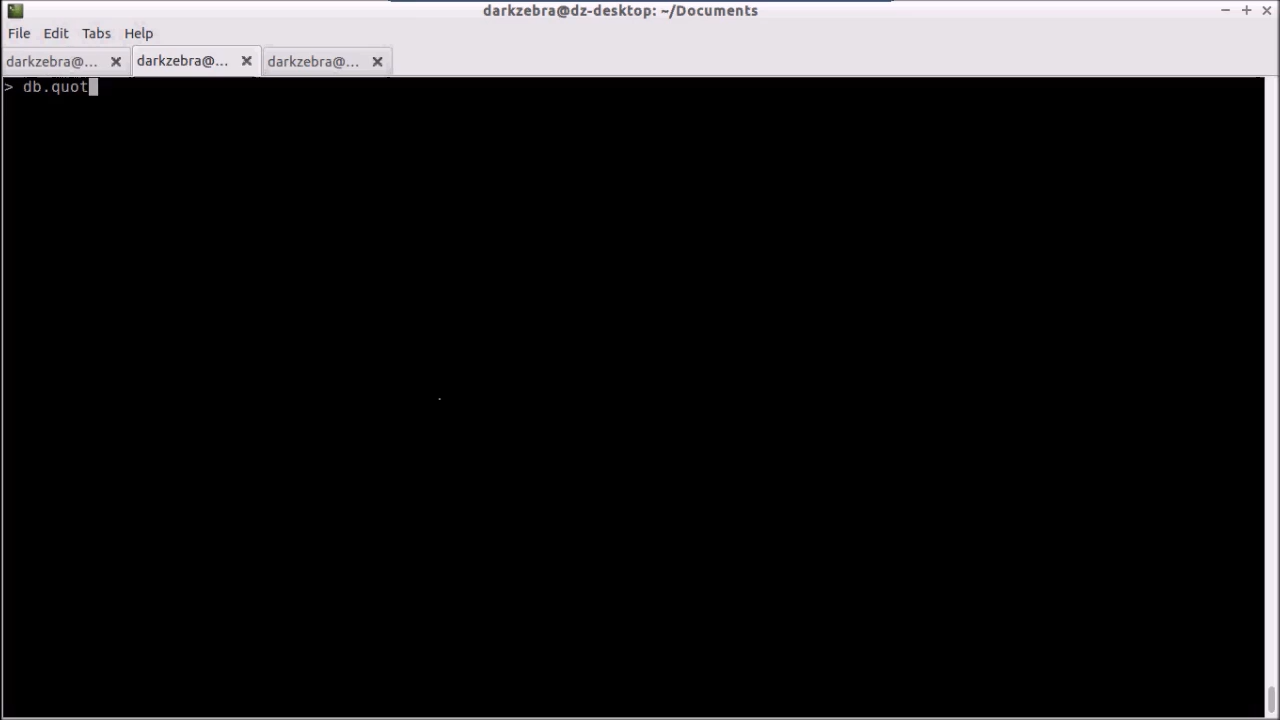 darkzebra@dz-desktop: ~/Documents
File Edit Tabs Help
darkzebra@... darkzebra@... darkzebra@...
> db.quot